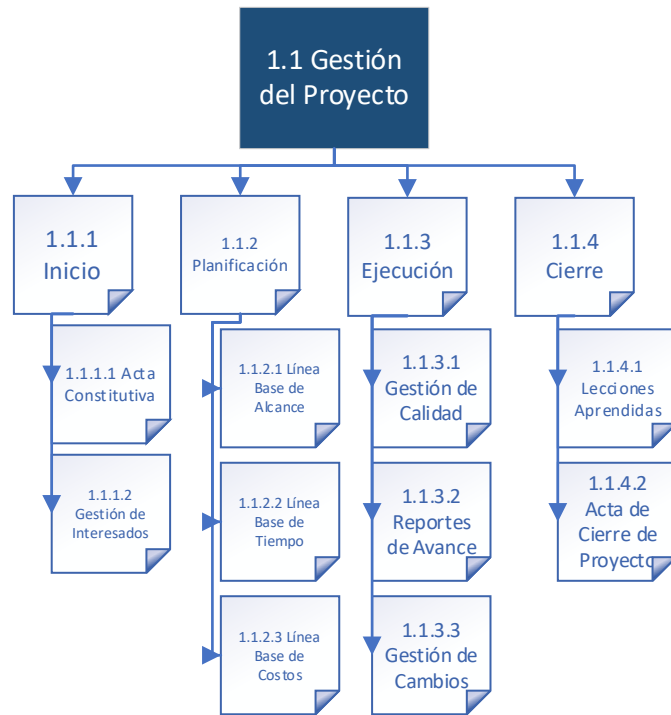 1.1 Gestión
del Proyecto
1.1.1
Inicio
1.1.2
Planificación
1.1.3
Ejecución
1.1.4
Cierre
1.1.1.1 Acta
Constitutiva
1.1.1.2
Gestión de
Interesados
1.1.2.1 Línea
Base de
Alcance
1.1.2.2 Línea
Base de
Tiempo
1.1.2.3 Línea
Base de
Costos
1.1.3.1
Gestión de
Calidad
1.1.3.2
Reportes
de Avance
1.1.3.3
Gestión de
Cambios
1.1.4.1
Lecciones
Aprendidas
1.1.4.2
Acta de
Cierre de
Proyecto